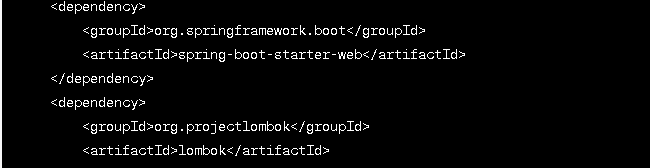 <dependency>
<groupId>org.springframework.boot</groupId>
<artifactId>spring-boot-starter-web</artifactId>
</dependency>
<dependency>
<groupId>org.projectlombok</groupId>
<artifactId>lombok</artifactId>